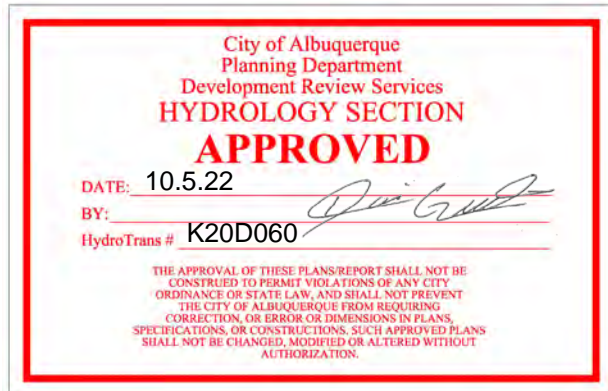 City of Albuquerque
Planning Department
Development Review Services
HYDROLOGY SECTION
APPROVED
DATE: 10.5.22
BY:
HydroTrans # K20D060
THE APPROVAL OF THESE PLANS/REPORT SHALL NOT BE
CONSTRUED TO PERMIT VIOLATIONS OF ANY CITY
ORDINANCE OR STATE LAW, AND SHALL NOT PREVENT
THE CITY OF ALBUQUERQUE FROM REQUIRING
CORRECTION, OR ERROR OR DIMENSIONS IN PLANS,
SPECIFICATIONS, OR CONSTRUCTIONS. SUCH APPROVED PLANS
SHALL NOT BE CHANGED, MODIFIED OR ALTERED WITHOUT
AUTHORIZATION.